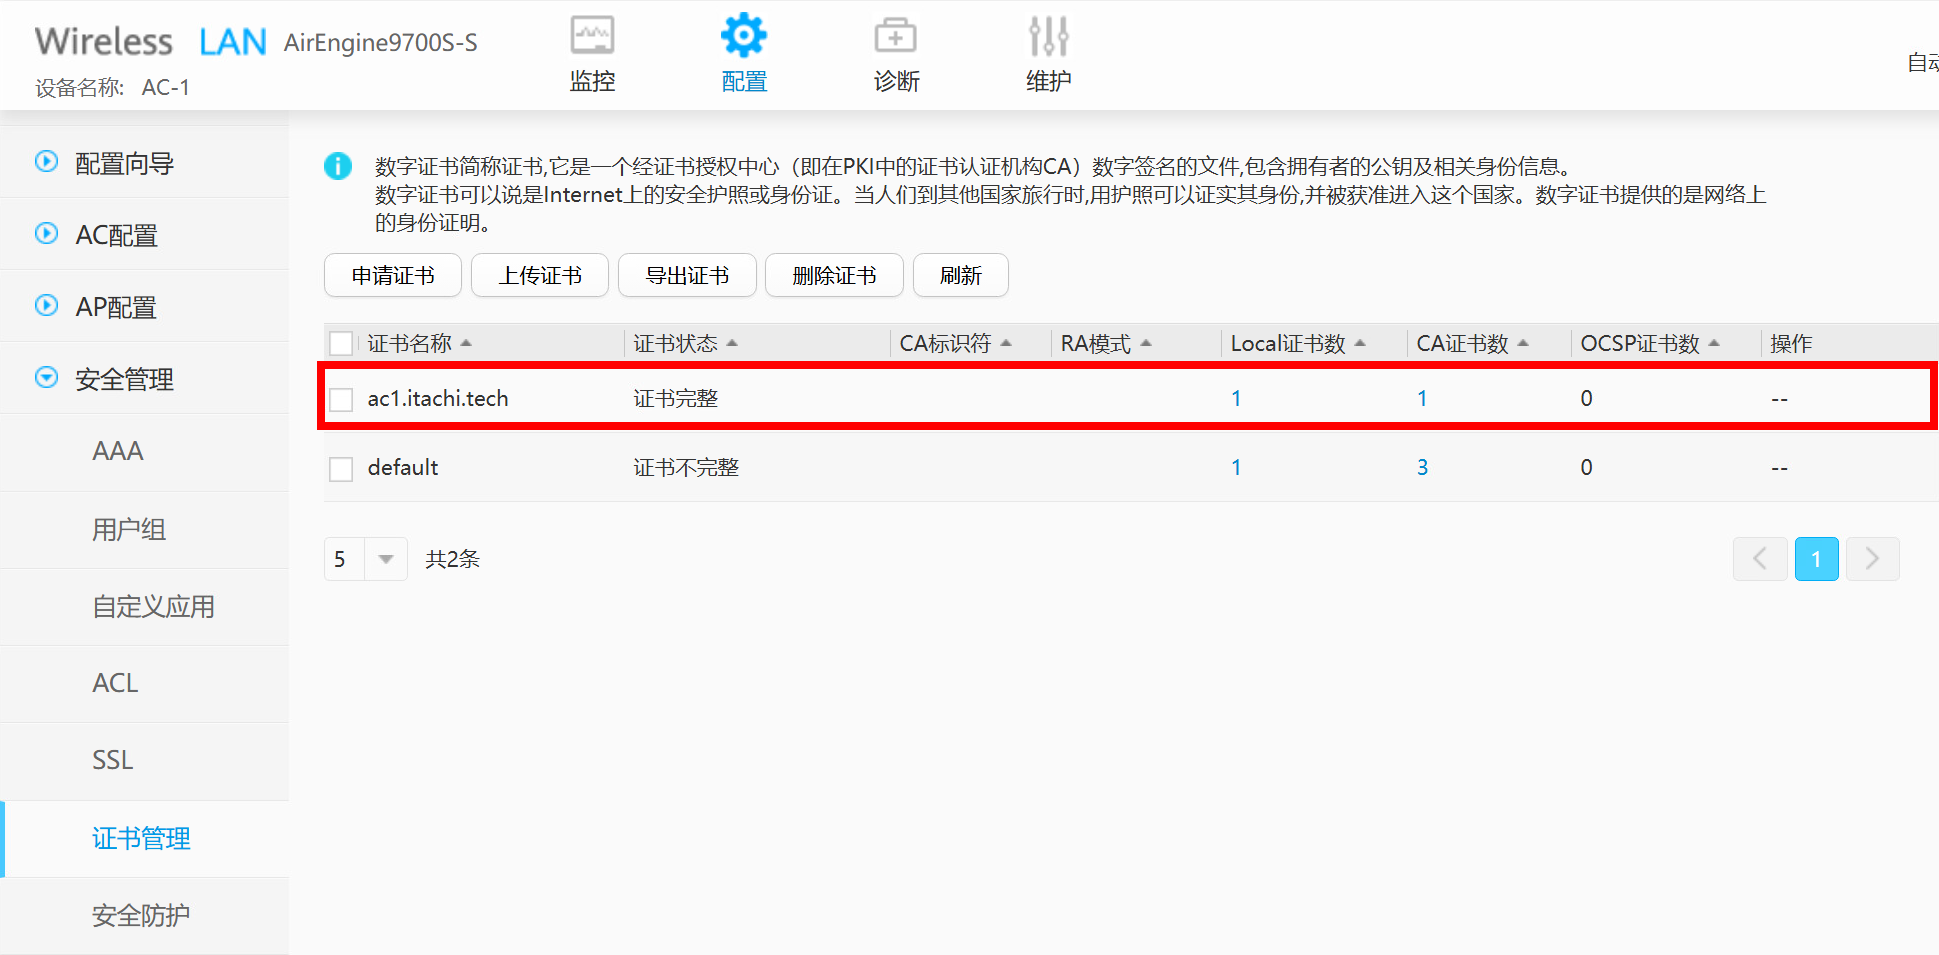 Wireless LAN AirEngine9700S-S
设备名称: AC-1
监控
配置
诊断
维护
自动
配置向导
AC配置
AP配置
安全管理
AAA
用户组
自定义应用
ACL
SSL
证书管理
安全防护
数字证书简称证书,它是一个经证书授权中心（即在PKI中的证书认证机构CA）数字签名的文件,包含拥有者的公钥及相关身份信息。
数字证书可以说是Internet上的安全护照或身份证。当人们到其他国家旅行时,用护照可以证实其身份,并被获准进入这个国家。数字证书提供的是网络上
的身份证明。
申请证书 上传证书 导出证书 删除证书 刷新
证书名称 证书状态 CA标识符 RA模式 Local证书数 CA证书数 OCSP证书数 操作
ac1.itachi.tech 证书完整 1 1 0 --
default 证书不完整 1 3 0 --
5 共2条 1